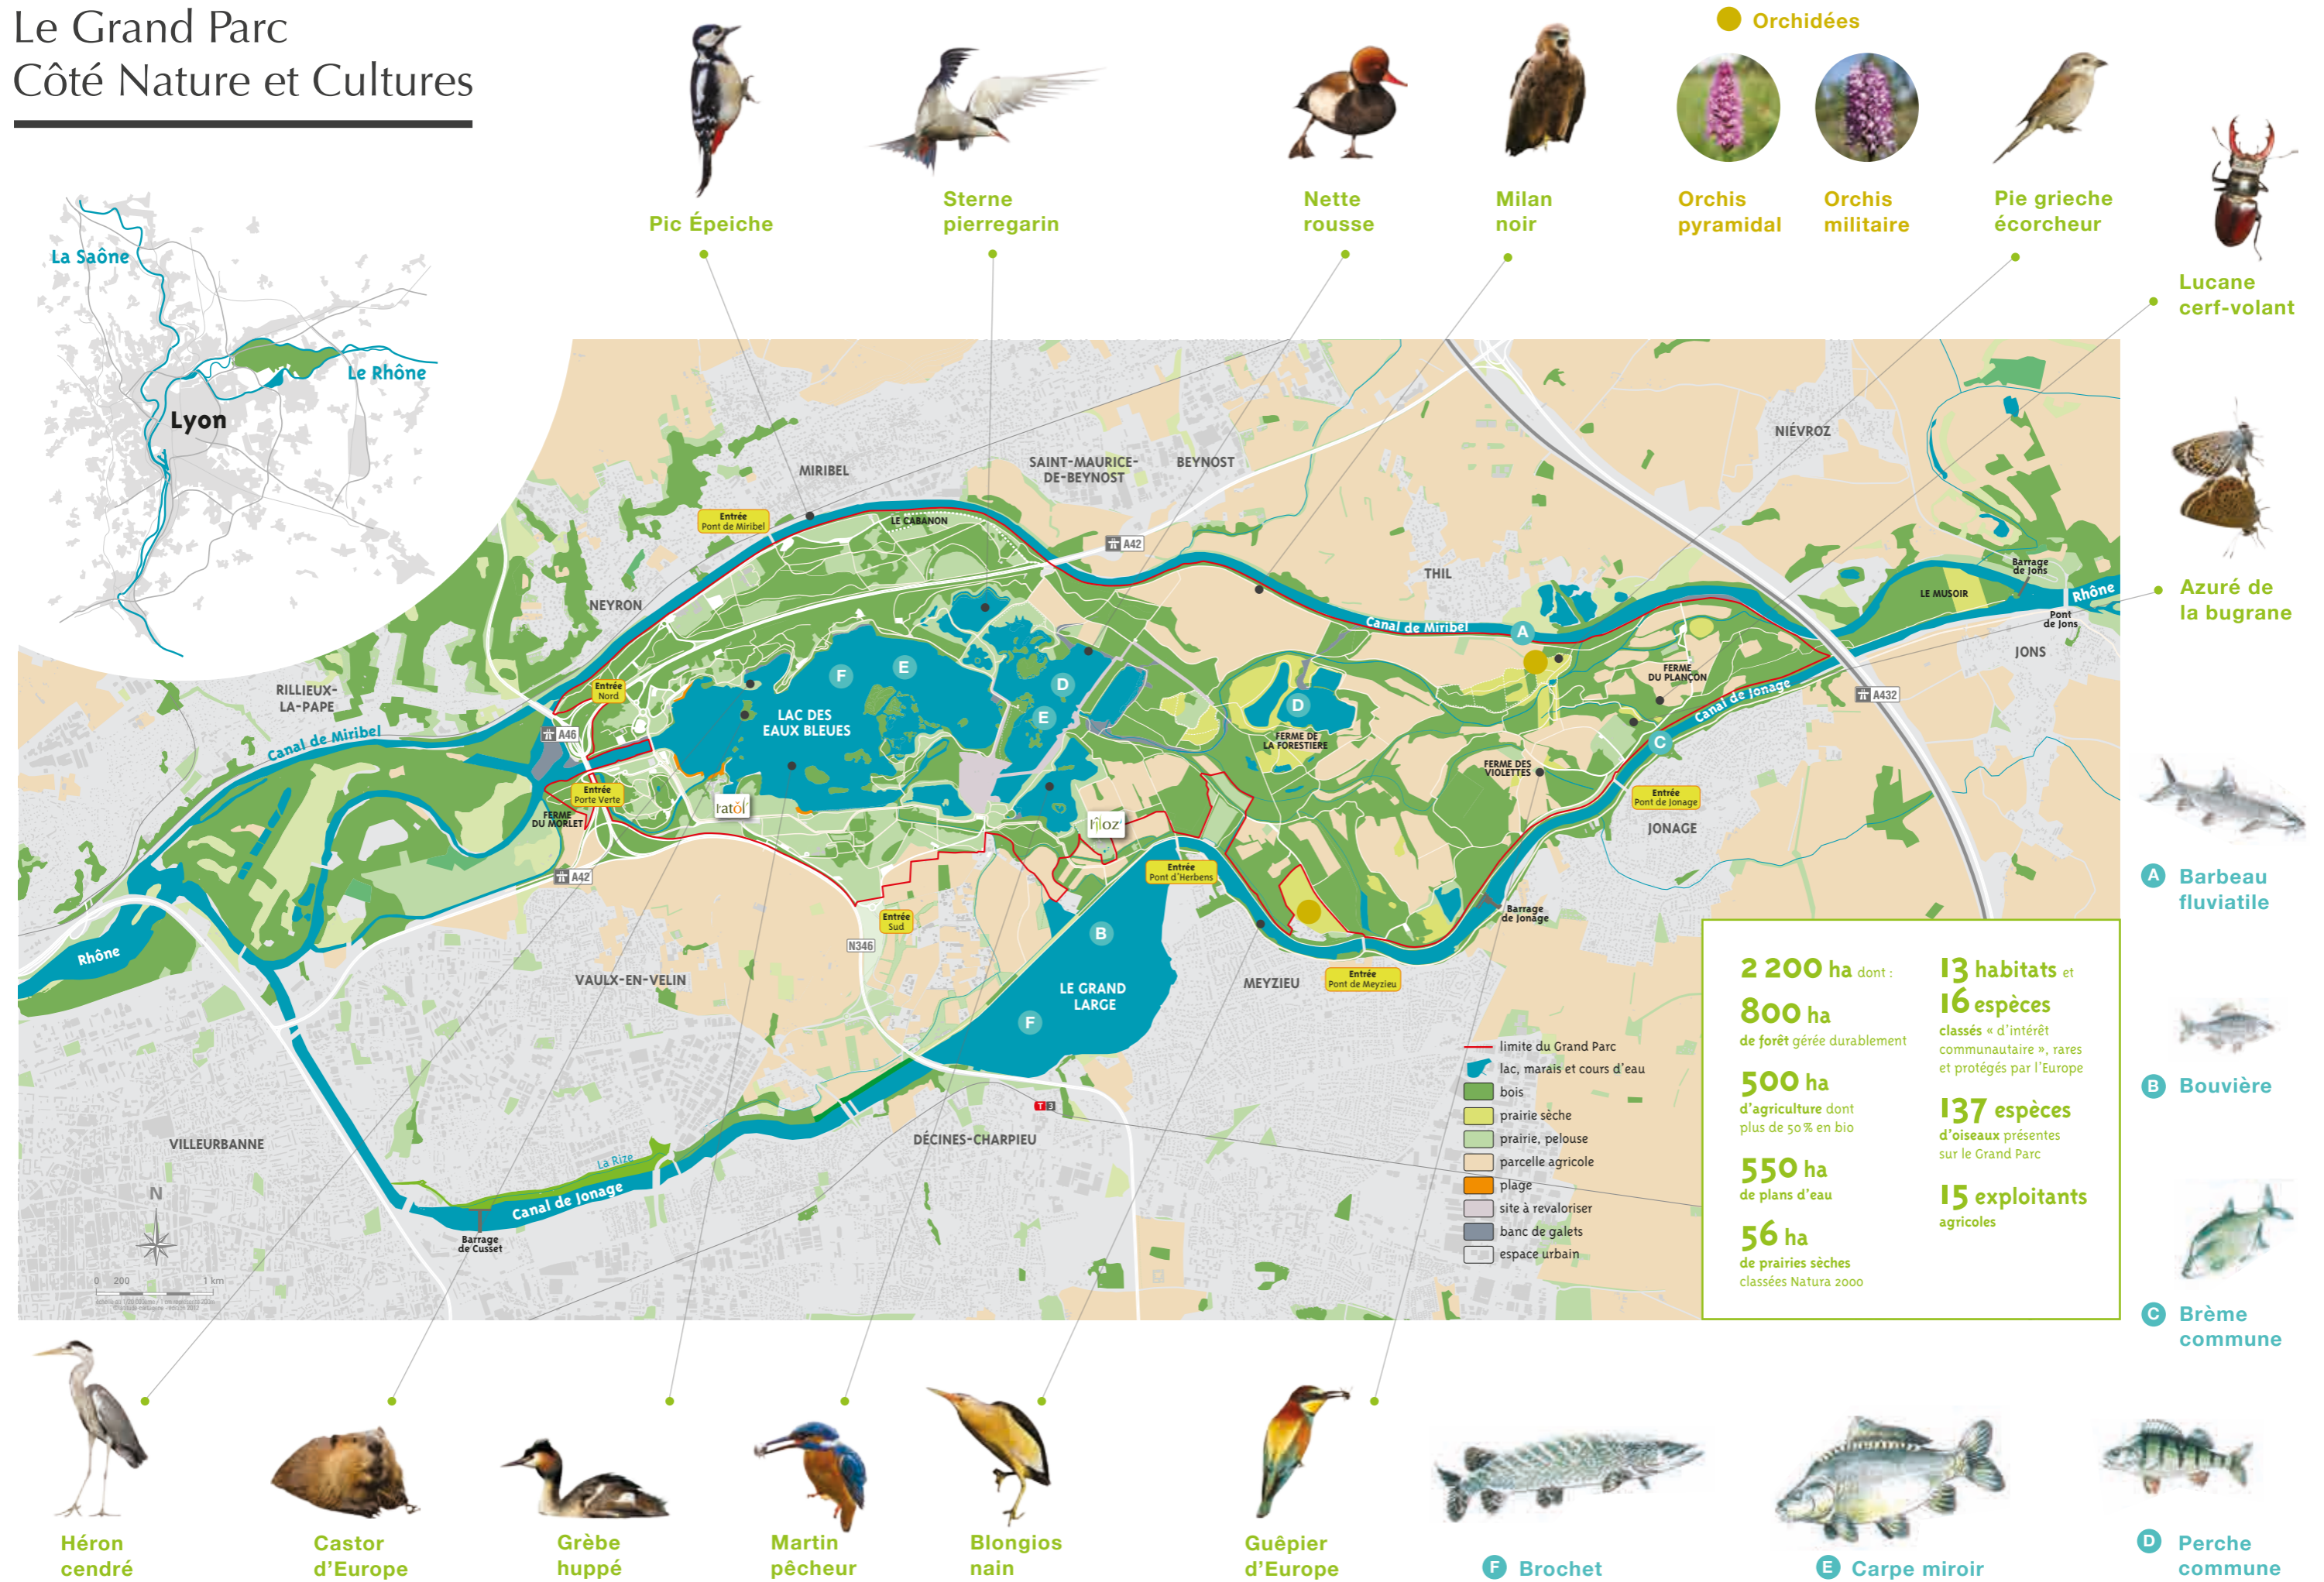 Le Grand Parc
Côté Nature et Cultures
Orchidées
Pic Épeiche
Sterne
pierregarin
Nette
rousse
Milan
noir
Orchis
pyramidal
Orchis
militaire
Pie grieche
écorcheur
Lucane
cerf-volant
Azuré de
la bugrane
A Barbeau
fluviatile
B Bouvière
C Brème
commune
D Perche
commune
E Carpe miroir
F Brochet
Guêpier
d'Europe
Blongios
nain
Martin
pêcheur
Grèbe
huppé
Castor
d'Europe
Héron
cendré
La Saône
Le Rhône
Lyon
MIRIBEL
SAINT-MAURICE-
DE-BEYNOST
BEYNOST
NIÉVROZ
Entrée
Pont de Miribel
LE CABANON
A42
THIL
NEYRON
Canal de Miribel
A
LE MUSOIR
Barrage
de Jons
Rhône
Pont
de Jons
JONS
RILLIEUX-
LA-PAPE
Entrée
Nord
F
E
D
E
D
LAC DES
EAUX BLEUES
FERME
DU PLANÇON
Canal de Jonage
A432
C
A46
Canal de Miribel
FERME DE
LA FORESTIERE
FERME DES
VIOLETTES
Entrée
Porte Verte
FERME
DU MORLET
l'atol'
l'îloz'
Entrée
Pont de Jonage
JONAGE
A42
Entrée
Pont d'Herbens
Entrée
Sud
N346
B
Barrage
de Jonage
Rhône
VAULX-EN-VELIN
LE GRAND
LARGE
F
MEYZIEU
Entrée
Pont de Meyzieu
T 3
DÉCINES-CHARPIEU
VILLEURBANNE
La Rize
Canal de Jonage
Barrage
de Cusset
N
0 200 1 km
limite du Grand Parc
lac, marais et cours d'eau
bois
prairie sèche
prairie, pelouse
parcelle agricole
plage
site à revaloriser
banc de galets
espace urbain
2 200 ha dont :
800 ha
de forêt gérée durablement
500 ha
d'agriculture dont
plus de 50 % en bio
550 ha
de plans d'eau
56 ha
de prairies sèches
classées Natura 2000
13 habitats et
16 espèces
classés « d'intérêt
communautaire », rares
et protégés par l'Europe
137 espèces
d'oiseaux présentes
sur le Grand Parc
15 exploitants
agricoles